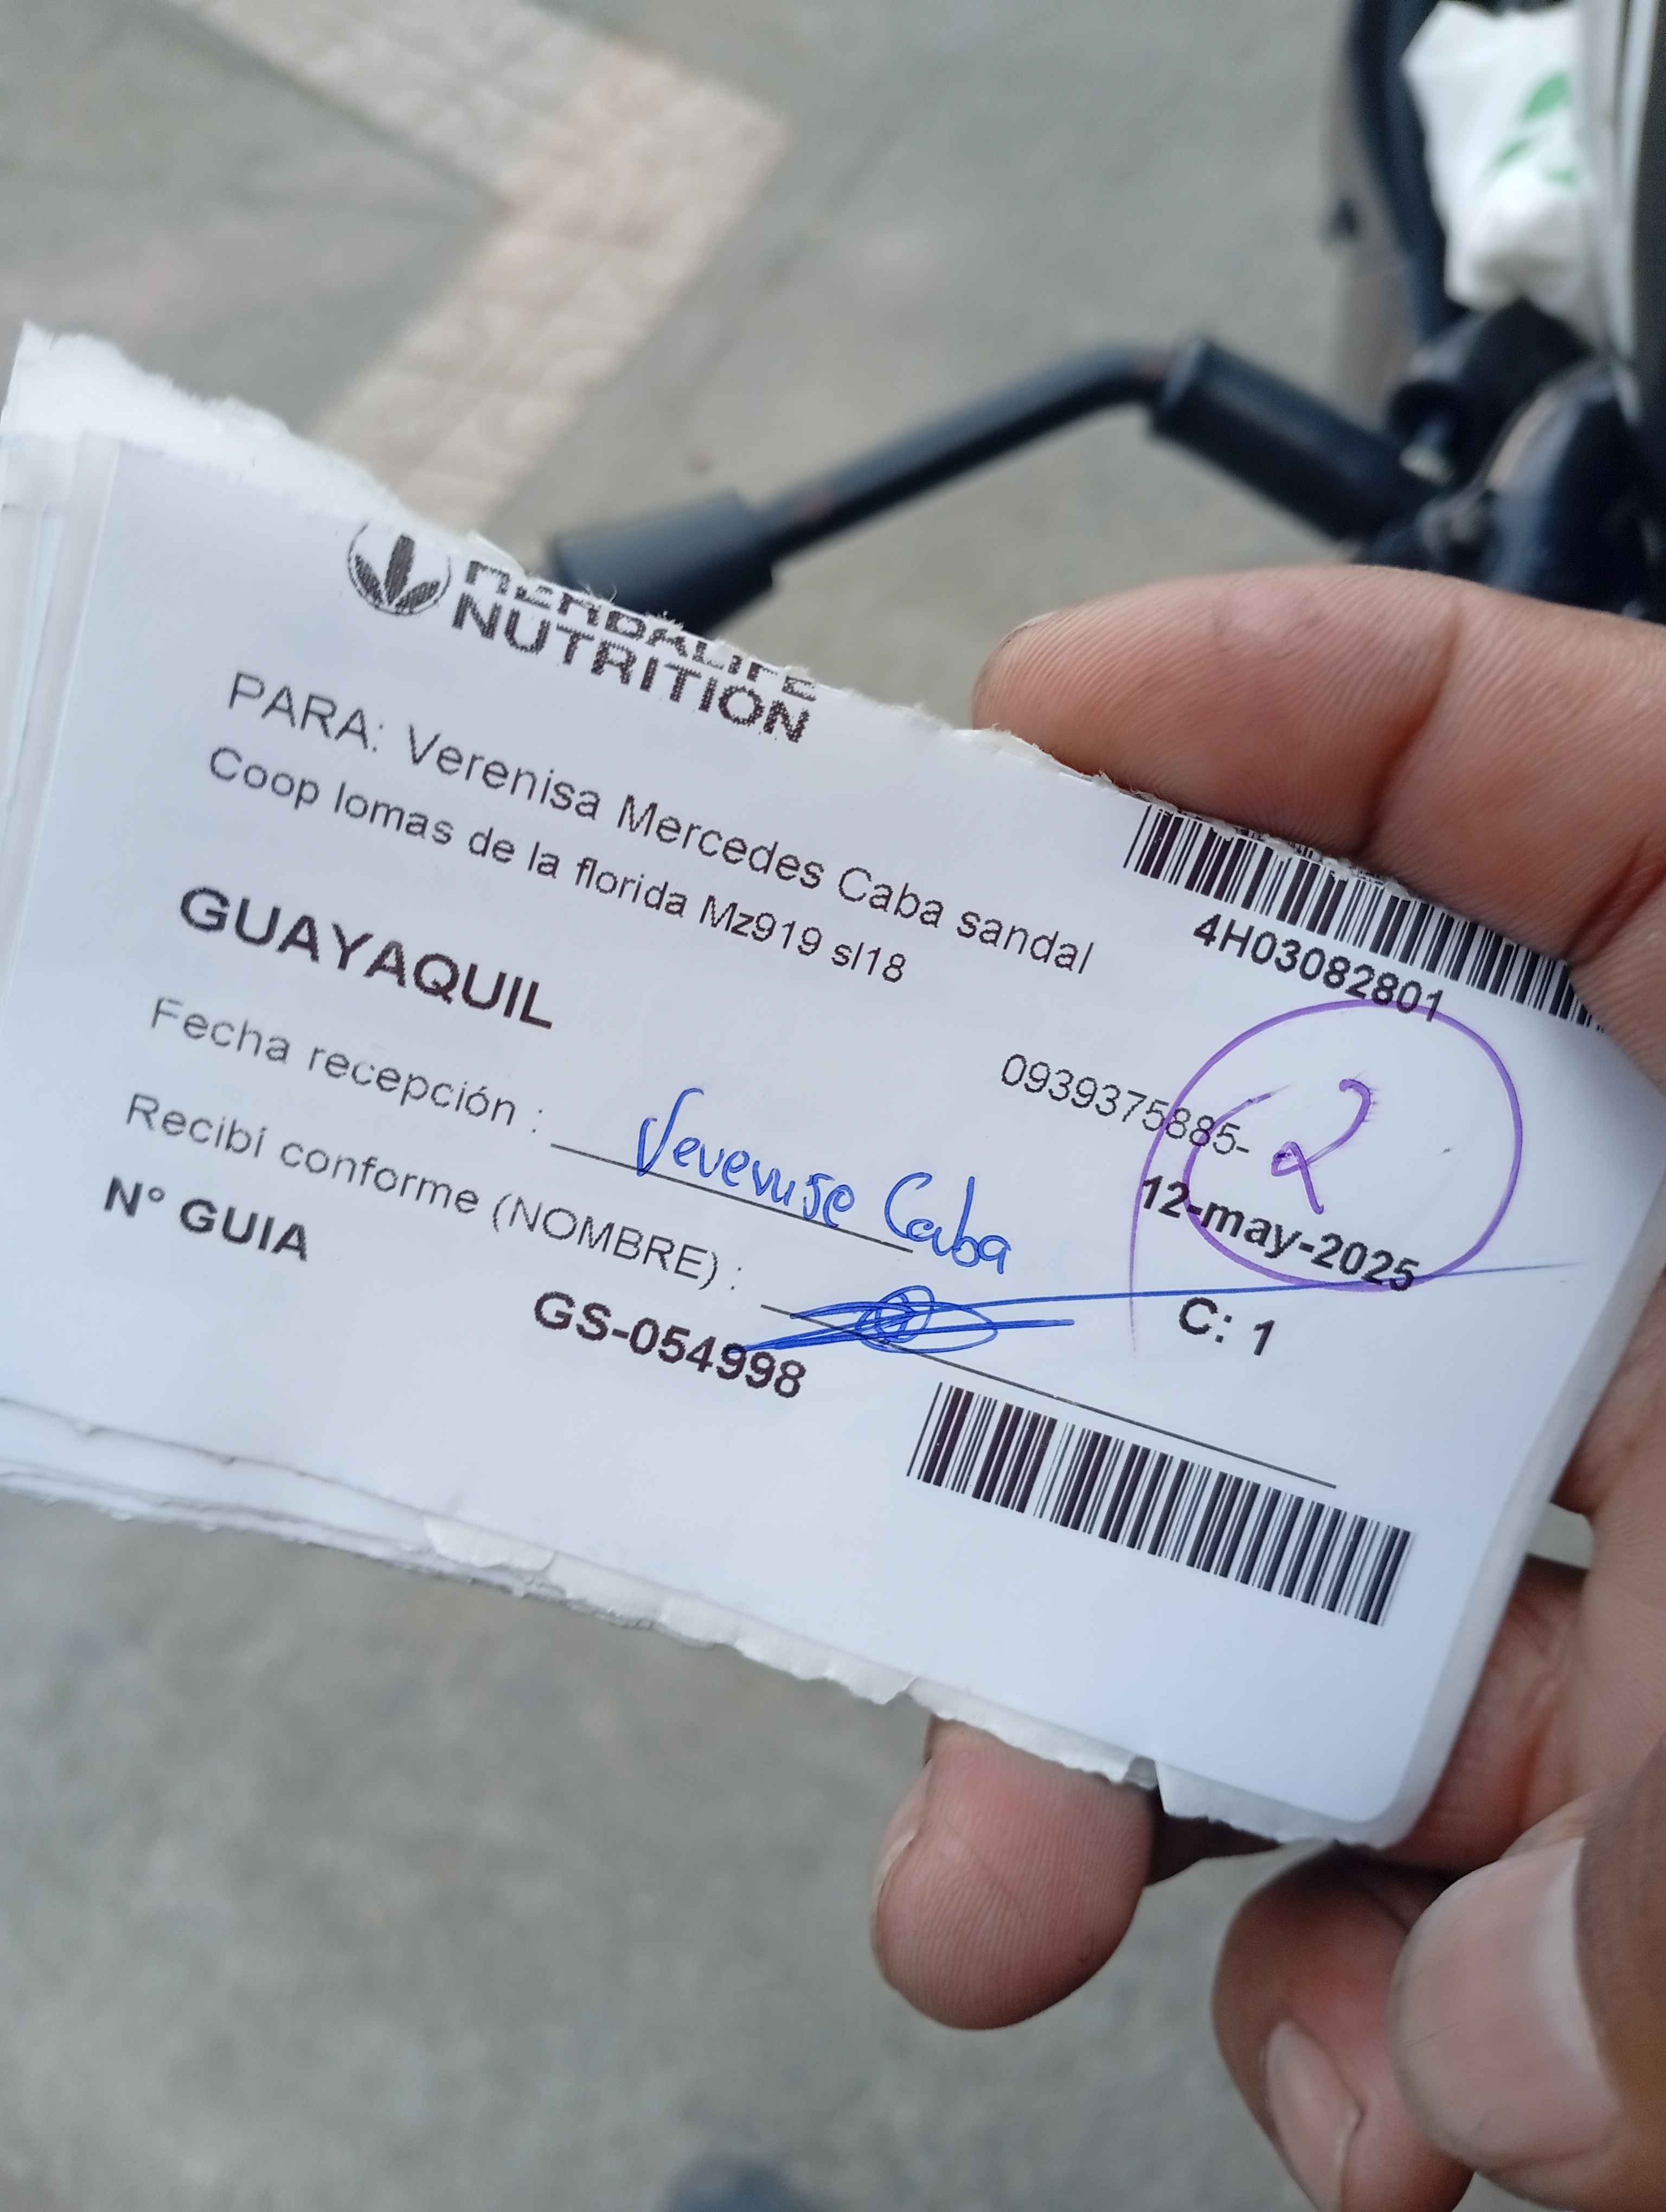 HERBALIFE
NUTRITION
PARA: Verenisa Mercedes Caba sandal
Coop lomas de la florida Mz919 sl18
4H03082801
GUAYAQUIL
0939375885-
2
Fecha recepción :
Caba
12-may-2025
Recibí conforme (NOMBRE) :
C: 1
N° GUIA
GS-054998